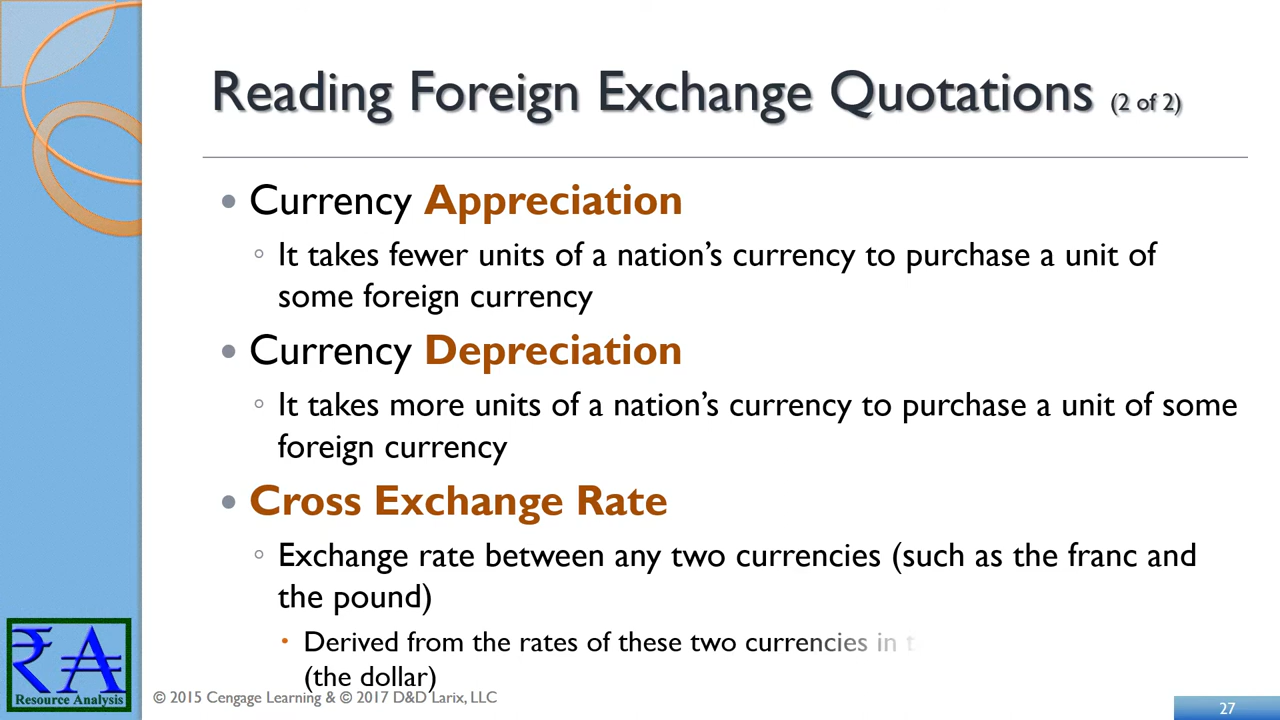 Reading Foreign Exchange Quotations (2 of 2)
• Currency Appreciation
◦ It takes fewer units of a nation’s currency to purchase a unit of
some foreign currency
• Currency Depreciation
◦ It takes more units of a nation’s currency to purchase a unit of some
foreign currency
• Cross Exchange Rate
◦ Exchange rate between any two currencies (such as the franc and
the pound)
• Derived from the rates of these two currencies in
(the dollar)
© 2015 Cengage Learning & © 2017 D&D Larix, LLC
₹ A
Resource Analysis
27